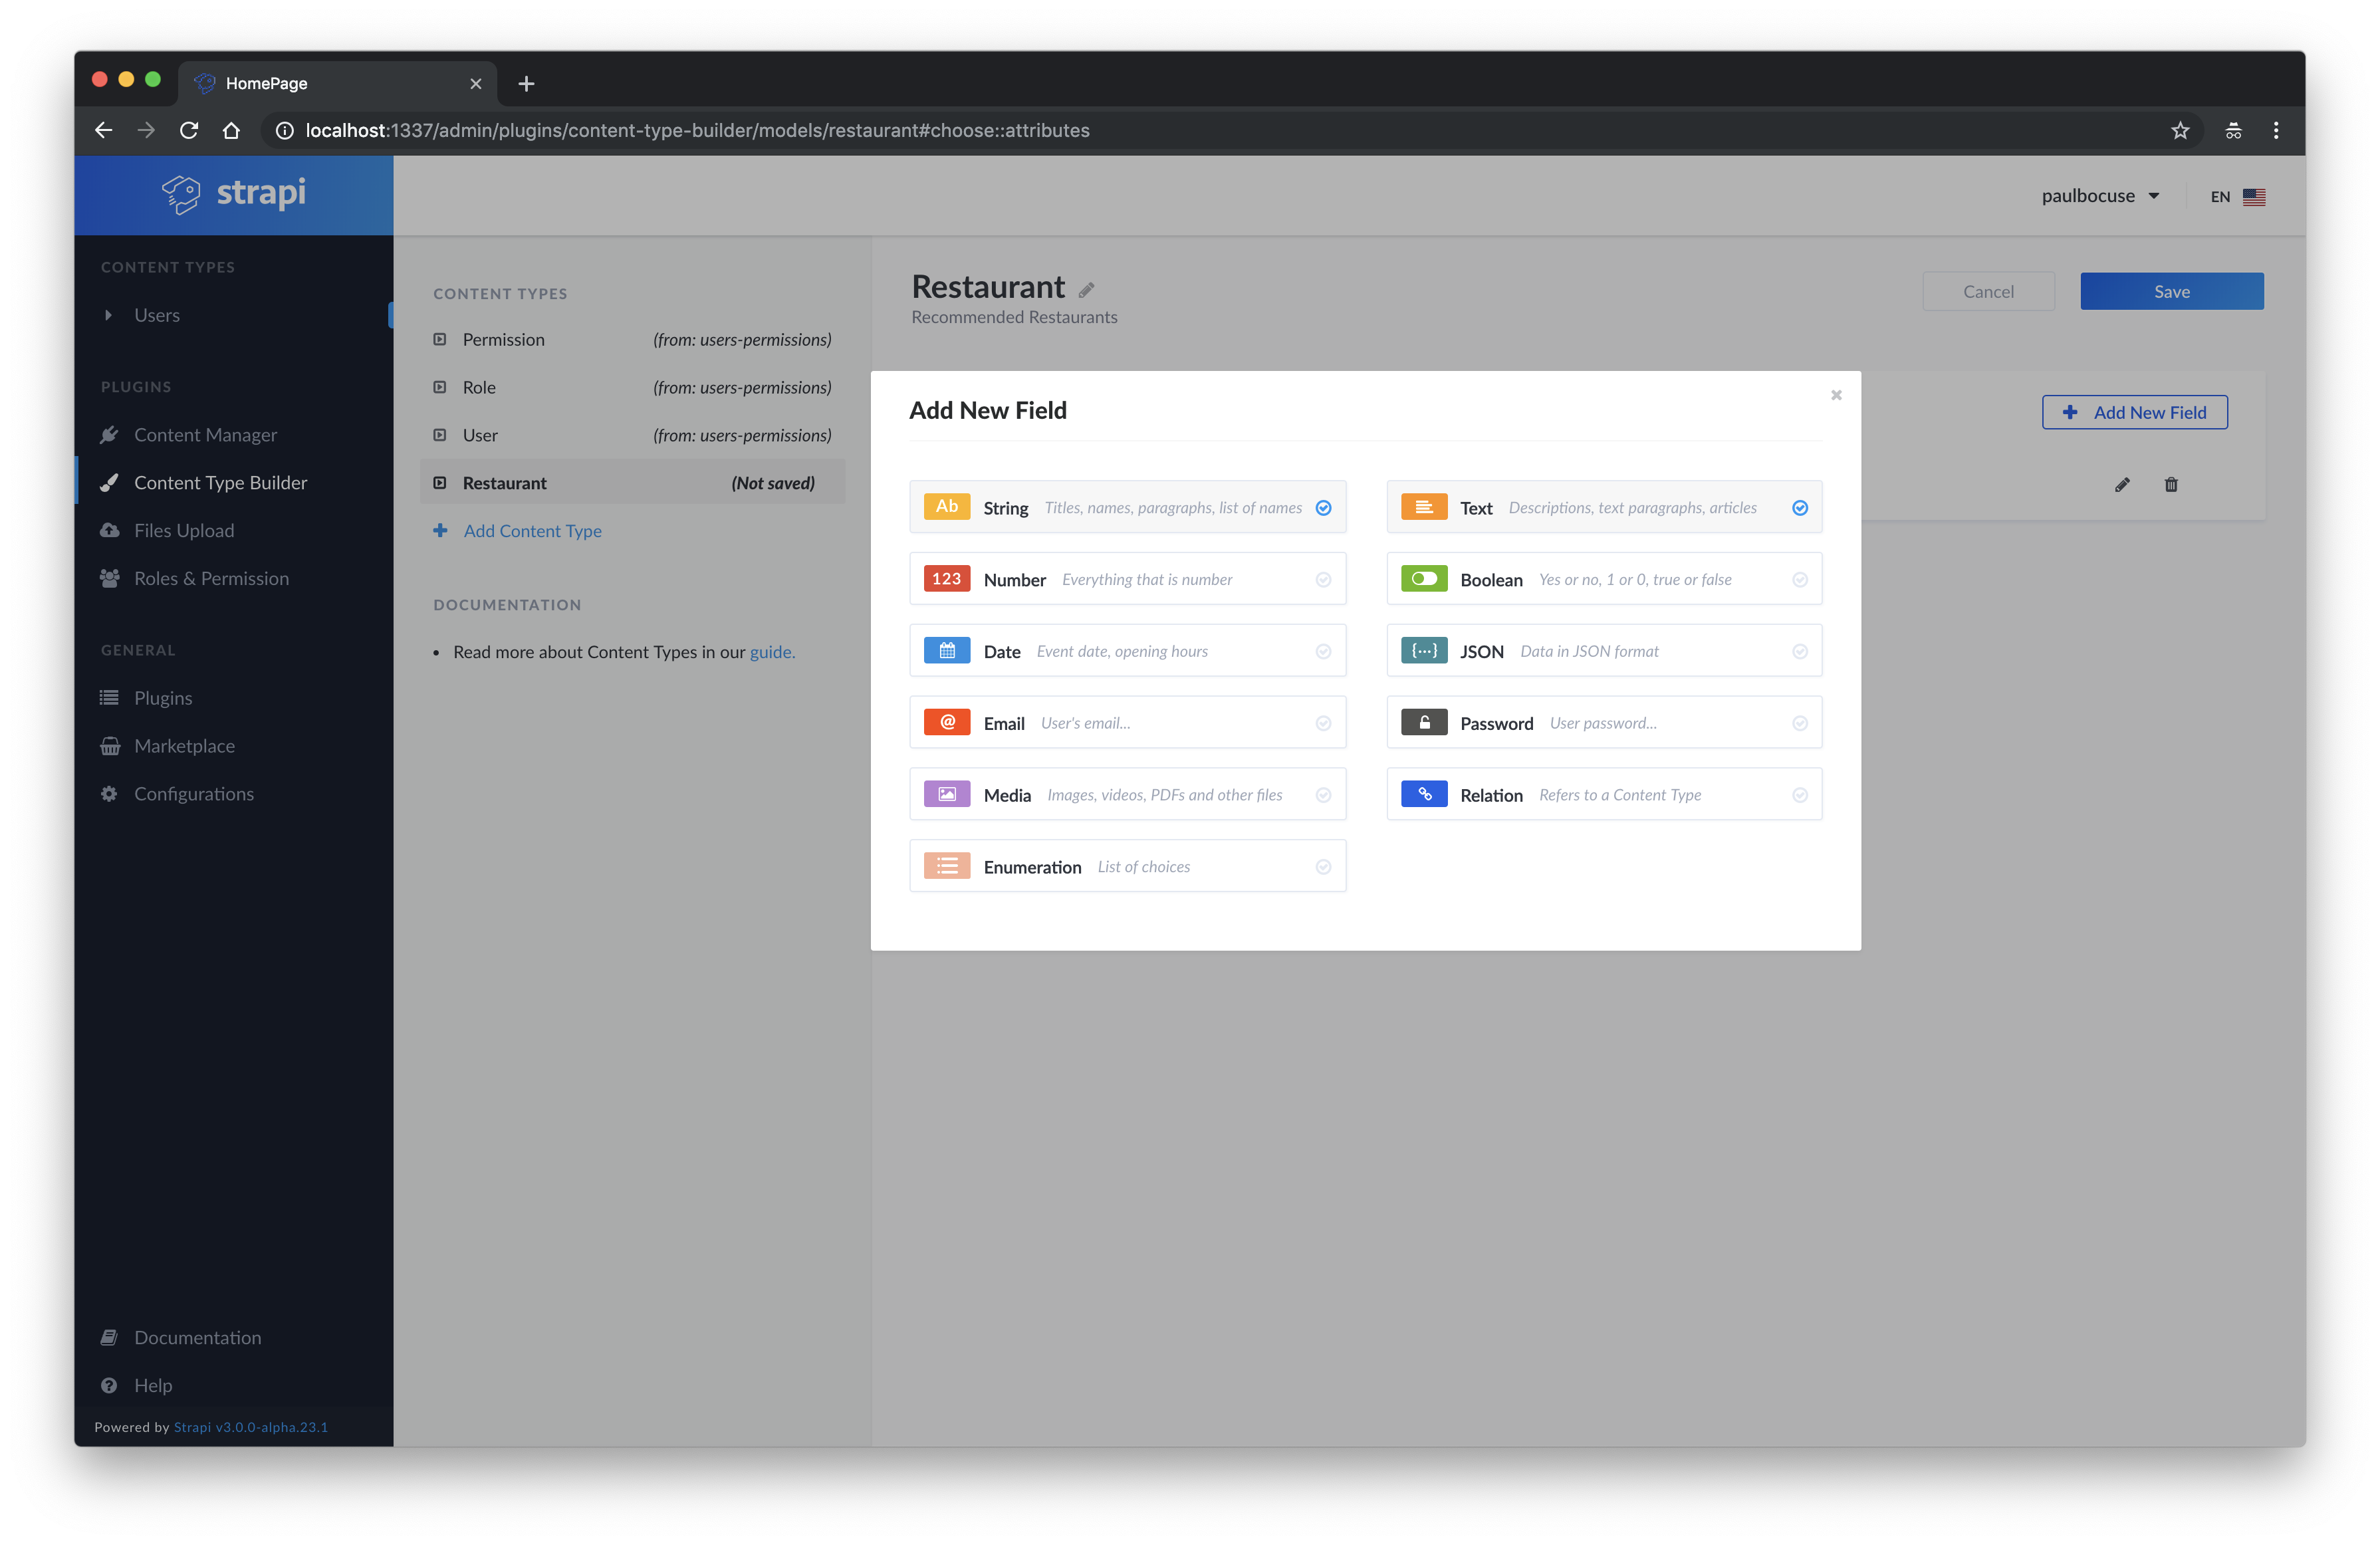 HomePage
localhost:1337/admin/plugins/content-type-builder/models/restaurant#choose::attributes
strapi
paulbocuse
EN
CONTENT TYPES
Users
PLUGINS
Content Manager
Content Type Builder
Files Upload
Roles & Permission
GENERAL
Plugins
Marketplace
Configurations
Documentation
Help
Powered by Strapi v3.0.0-alpha.23.1
CONTENT TYPES
Permission (from: users-permissions)
Role (from: users-permissions)
User (from: users-permissions)
Restaurant (Not saved)
Add Content Type
DOCUMENTATION
Read more about Content Types in our guide.
Restaurant
Recommended Restaurants
Cancel
Save
Add New Field
Add New Field
Ab String Titles, names, paragraphs, list of names
Text Descriptions, text paragraphs, articles
123 Number Everything that is number
Boolean Yes or no, 1 or 0, true or false
Date Event date, opening hours
{...} JSON Data in JSON format
@ Email User's email...
Password User password...
Media Images, videos, PDFs and other files
Relation Refers to a Content Type
Enumeration List of choices